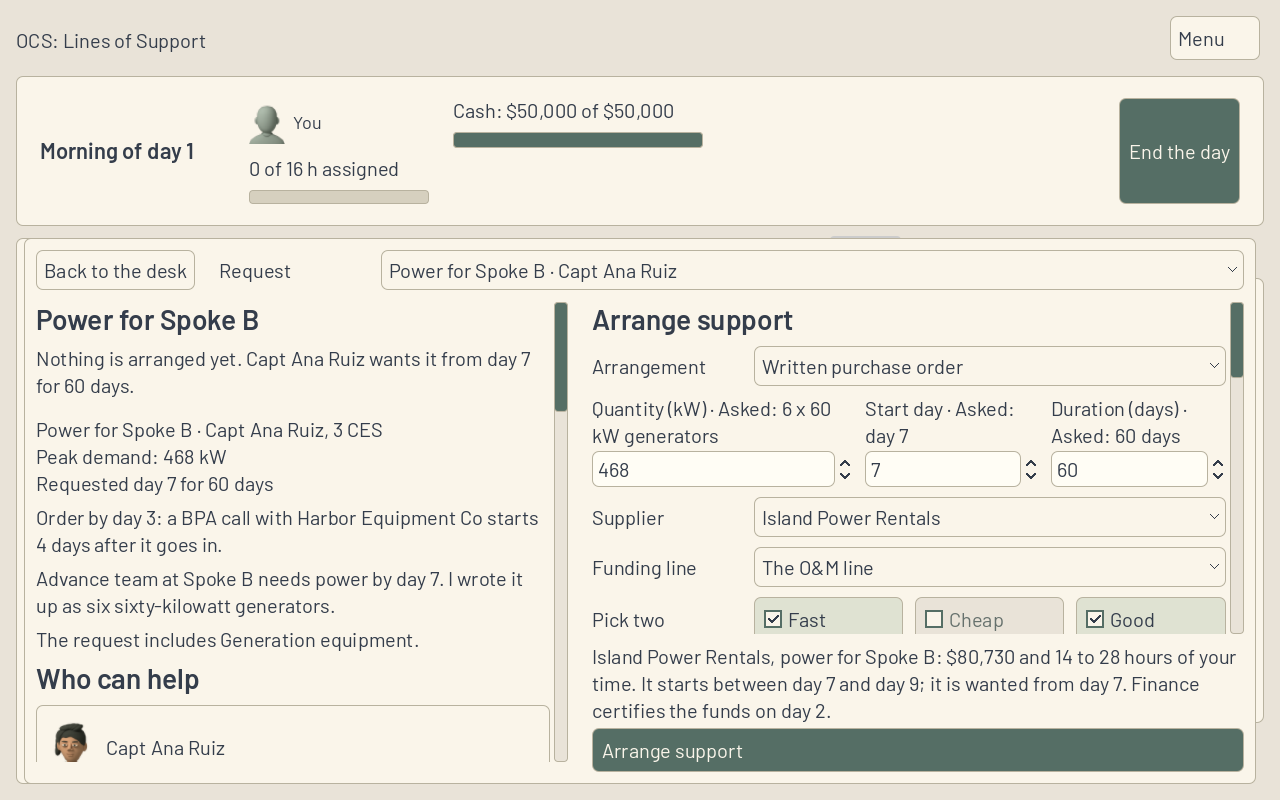 OCS: Lines of Support
Menu
Morning of day 1
You
0 of 16 h assigned
Cash: $50,000 of $50,000
End the day
Back to the desk
Request
Power for Spoke B · Capt Ana Ruiz
Power for Spoke B
Nothing is arranged yet. Capt Ana Ruiz wants it from day 7
for 60 days.
Power for Spoke B · Capt Ana Ruiz, 3 CES
Peak demand: 468 kW
Requested day 7 for 60 days
Order by day 3: a BPA call with Harbor Equipment Co starts
4 days after it goes in.
Advance team at Spoke B needs power by day 7. I wrote it
up as six sixty-kilowatt generators.
The request includes Generation equipment.
Who can help
Capt Ana Ruiz
Arrange support
Arrangement
Written purchase order
Quantity (kW) · Asked: 6 x 60
kW generators
Start day · Asked:
day 7
Duration (days) ·
Asked: 60 days
468
7
60
Supplier
Island Power Rentals
Funding line
The O&M line
Pick two
Fast
Cheap
Good
Island Power Rentals, power for Spoke B: $80,730 and 14 to 28 hours of your
time. It starts between day 7 and day 9; it is wanted from day 7. Finance
certifies the funds on day 2.
Arrange support